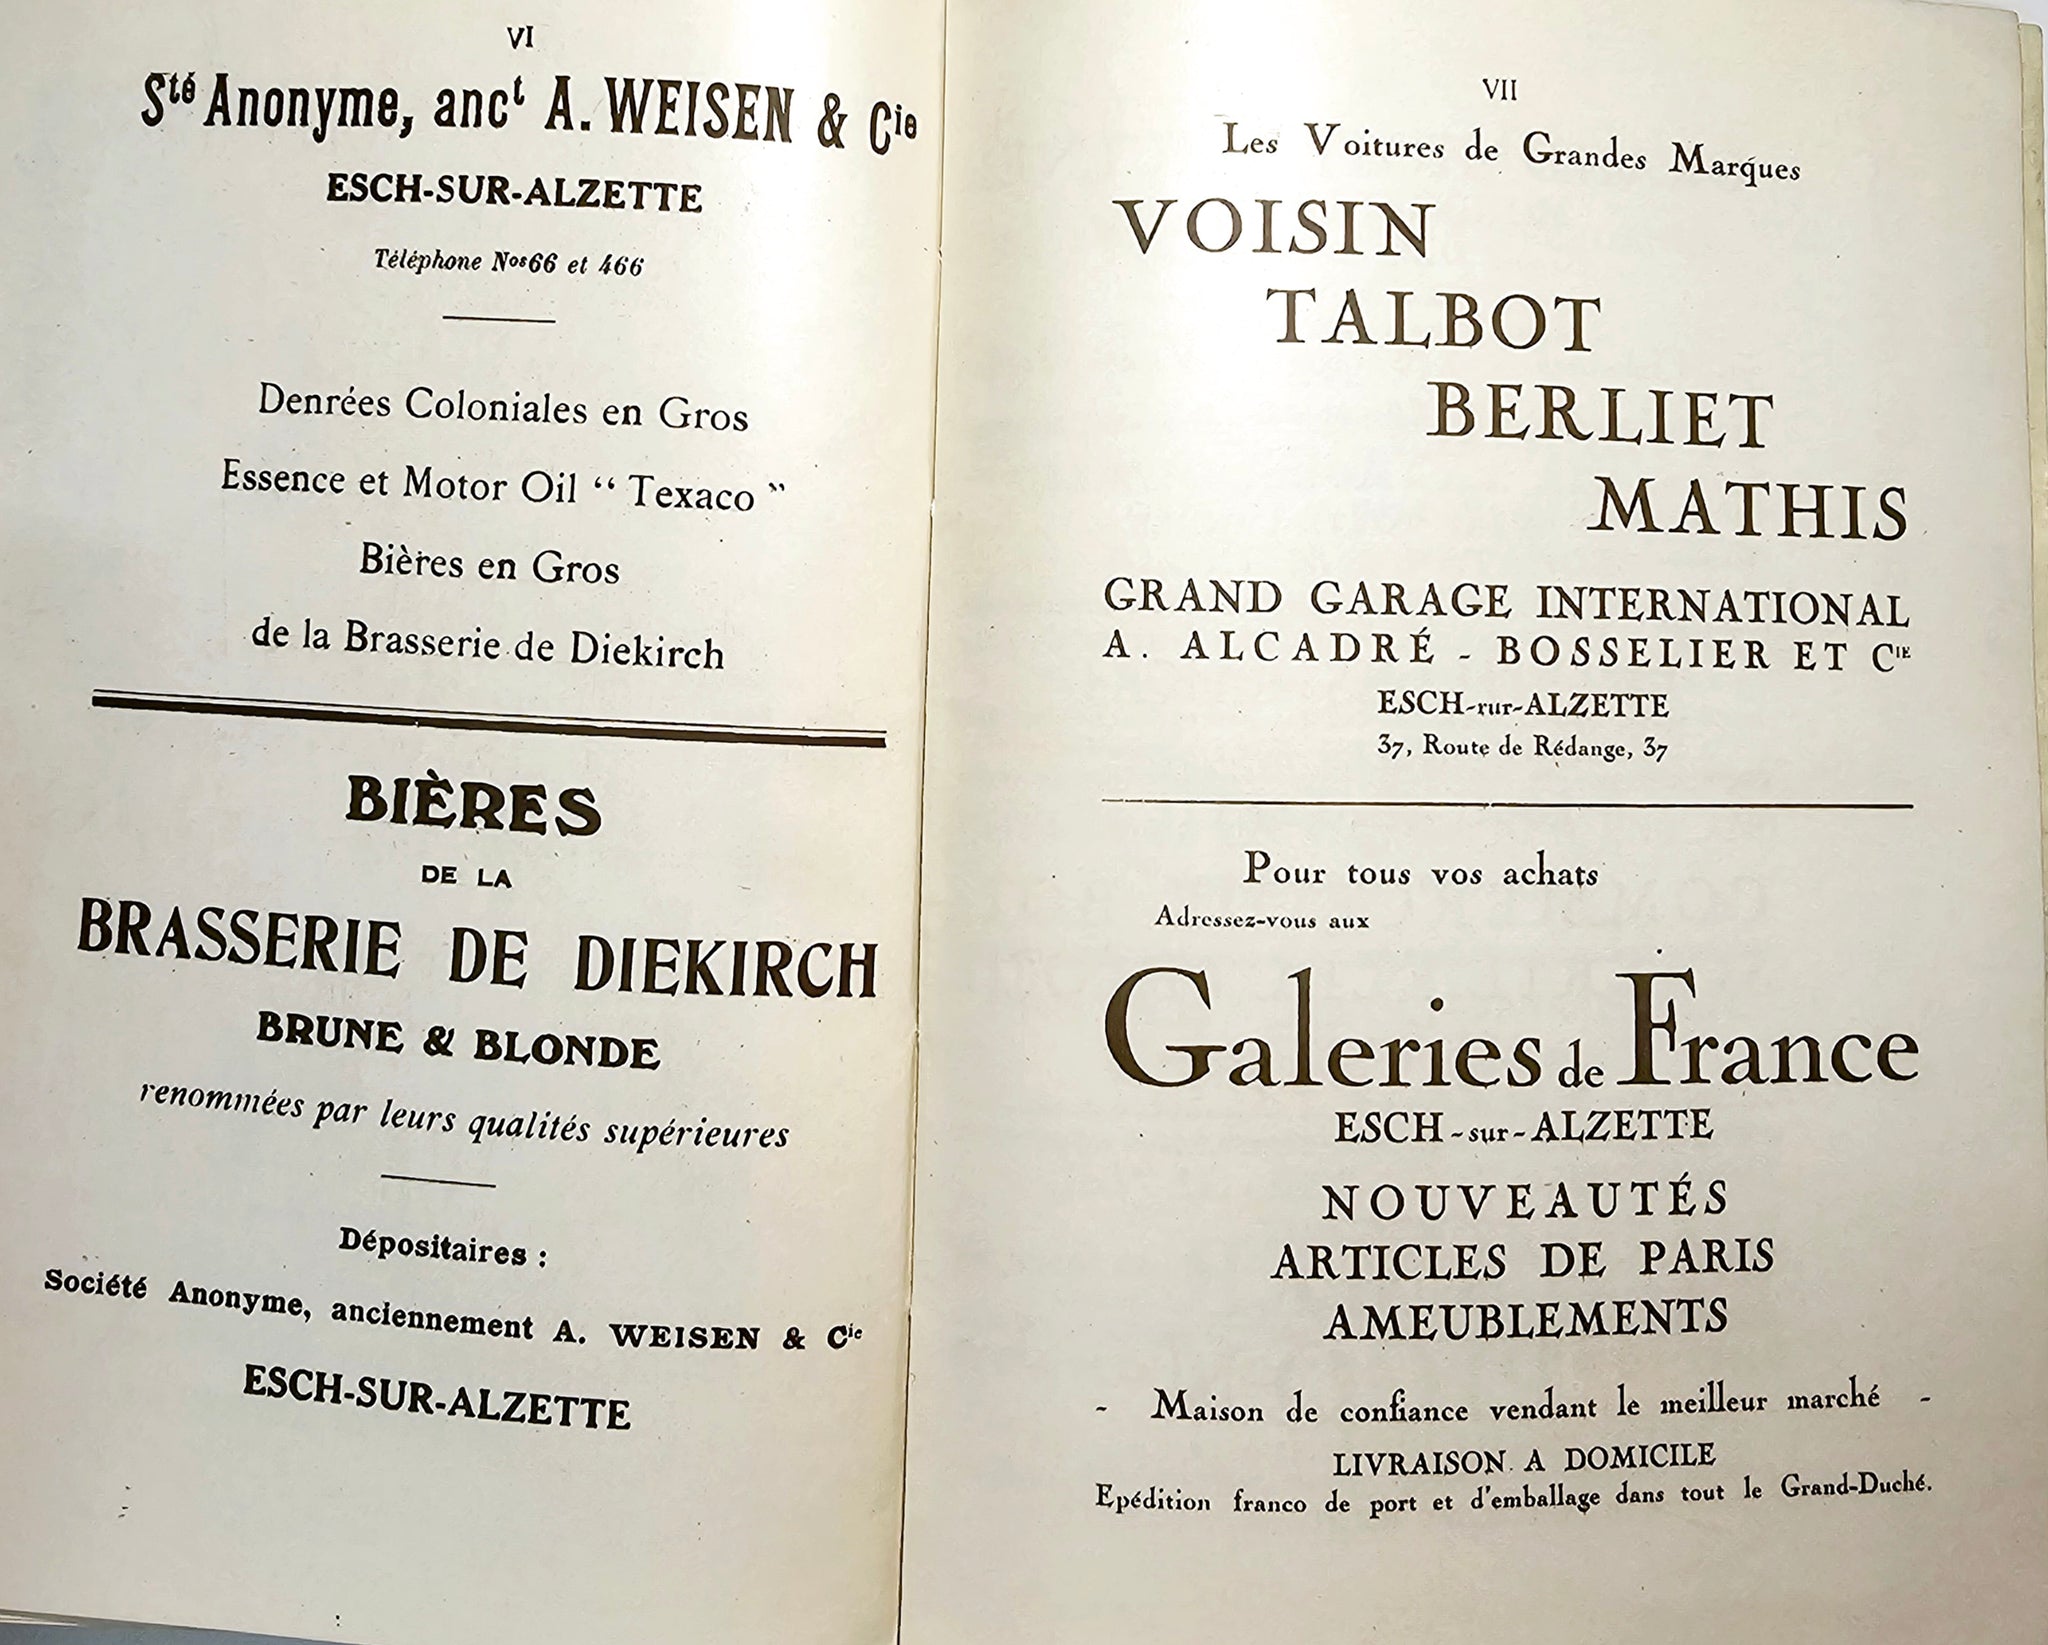 VI
Sté Anonyme, anct A. WEISEN & Cie
ESCH-SUR-ALZETTE
Téléphone Nos 66 et 466
Denrées Coloniales en Gros
Essence et Motor Oil “ Texaco ”
Bières en Gros
de la Brasserie de Diekirch
BIÈRES
DE LA
BRASSERIE DE DIEKIRCH
BRUNE & BLONDE
renommées par leurs qualités supérieures
Dépositaires :
Société Anonyme, anciennement A. WEISEN & Cie
ESCH-SUR-ALZETTE
VII
Les Voitures de Grandes Marques
VOISIN
TALBOT
BERLIET
MATHIS
GRAND GARAGE INTERNATIONAL
A. ALCADRÉ - BOSSELIER ET CIE
ESCH-rur-ALZETTE
37, Route de Rédange, 37
Pour tous vos achats
Adressez-vous aux
Galeries de France
ESCH-sur-ALZETTE
NOUVEAUTÉS
ARTICLES DE PARIS
AMEUBLEMENTS
- Maison de confiance vendant le meilleur marché -
LIVRAISON A DOMICILE
Epédition franco de port et d'emballage dans tout le Grand-Duché.